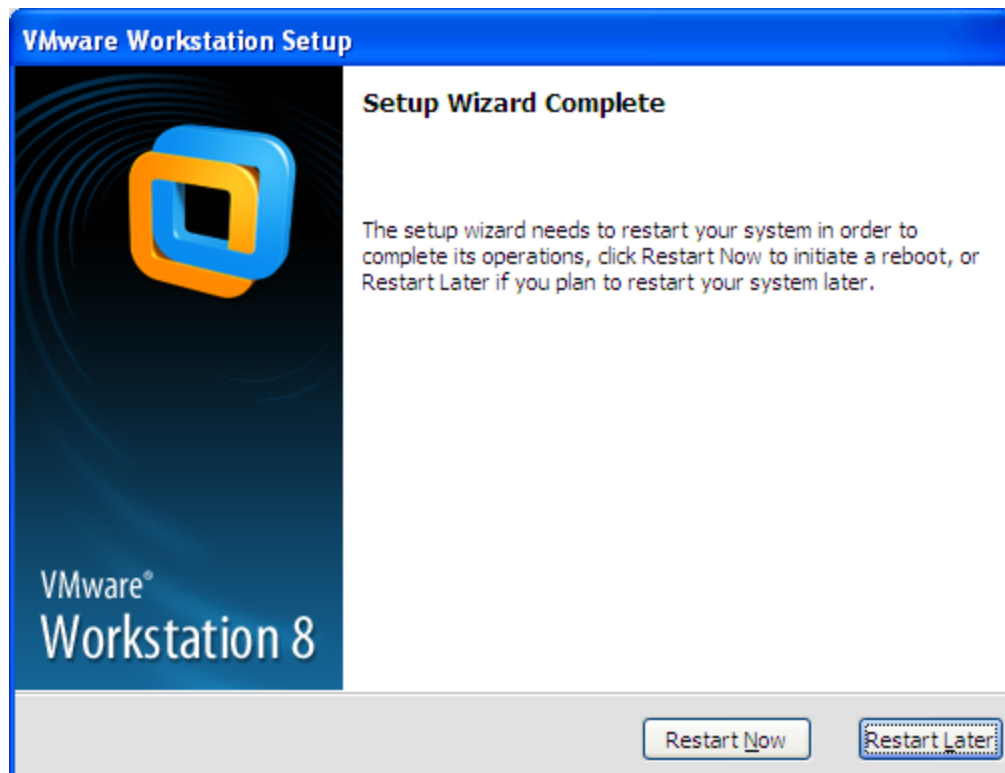 VMware Workstation Setup
Setup Wizard Complete
The setup wizard needs to restart your system in order to
complete its operations, click Restart Now to initiate a reboot, or
Restart Later if you plan to restart your system later.
VMware®
Workstation 8
Restart Now
Restart Later